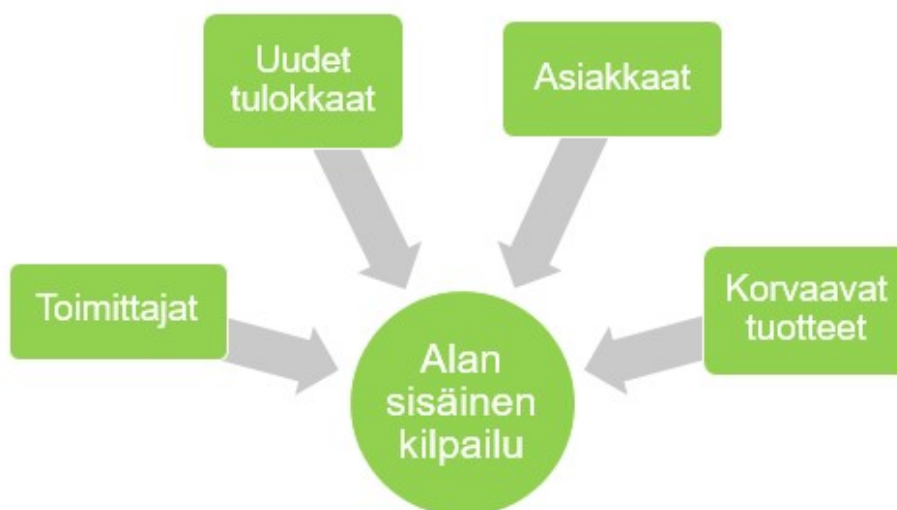 Uudet
tulokkaat
Asiakkaat
Toimittajat
Korvaavat
tuotteet
Alan
sisäinen
kilpailu